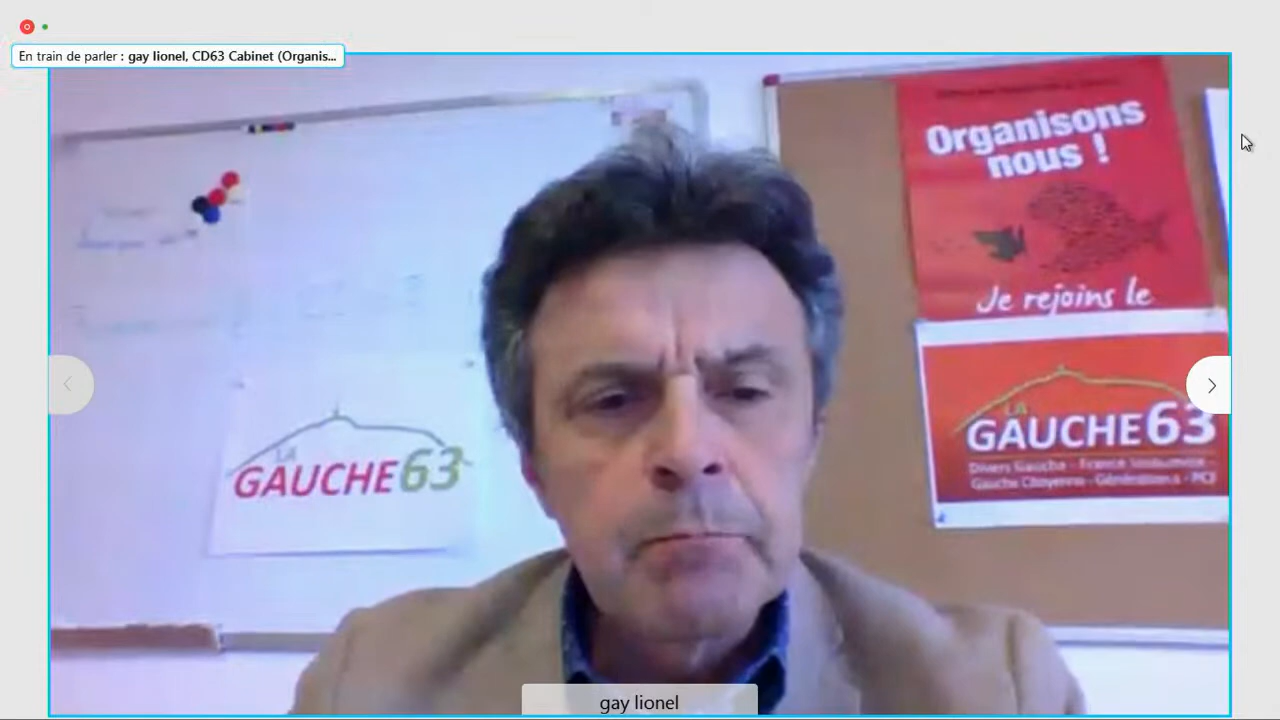 En train de parler : gay lionel, CD63 Cabinet (Organis...
Organisons
nous !
Je rejoins le
LA
GAUCHE63
Divers Gauche - France Insoumise -
Gauche Citoyenne - Générations - PCF
LA
GAUCHE63
gay lionel